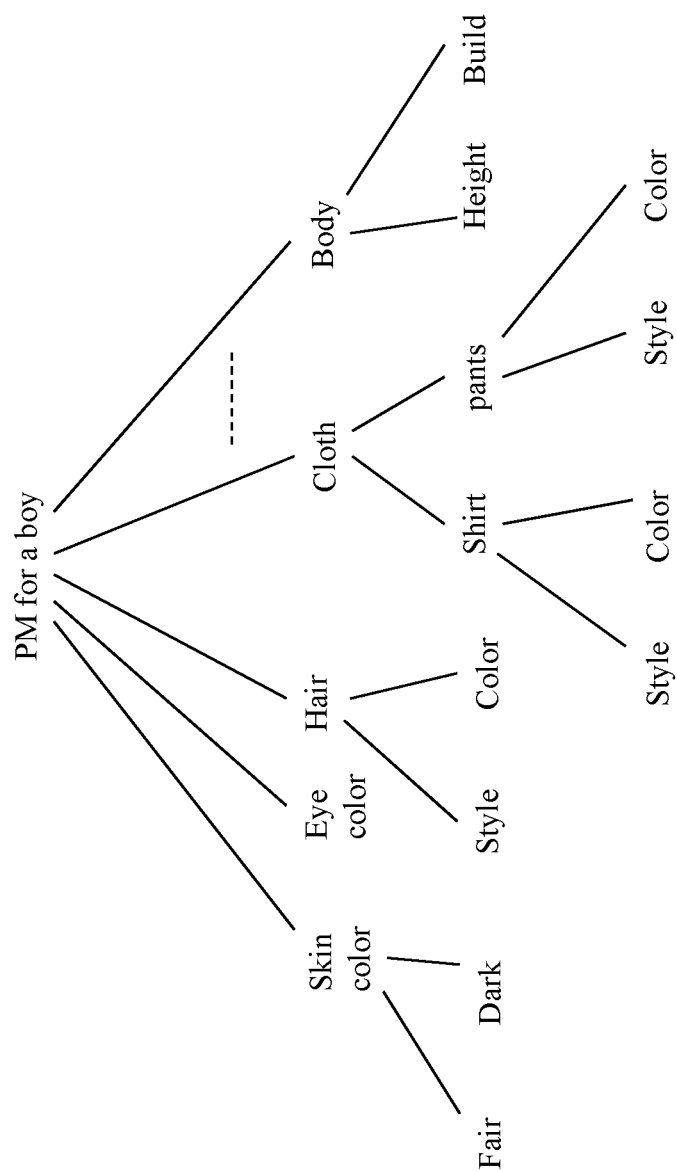 PM for a boy
Skin
color
Eye
color
Hair
Cloth
Body
Fair
Dark
Style
Color
Shirt
pants
Height
Build
Style
Color
Style
Color